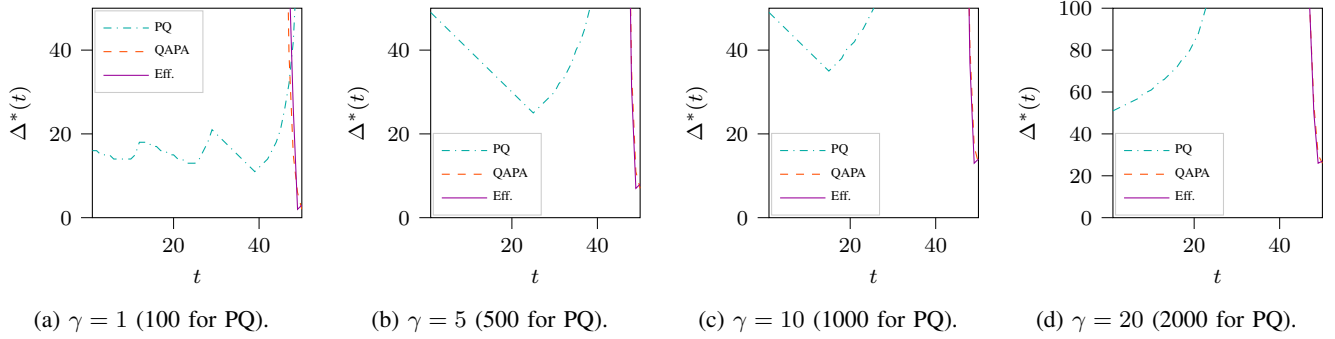 PQ
QAPA
Eff.
0
20
40
20
40
t
Δ*(t)
(a) γ = 1 (100 for PQ).
PQ
QAPA
Eff.
0
20
40
20
40
t
Δ*(t)
(b) γ = 5 (500 for PQ).
PQ
QAPA
Eff.
0
20
40
20
40
t
Δ*(t)
(c) γ = 10 (1000 for PQ).
PQ
QAPA
Eff.
0
20
40
60
80
100
20
40
t
Δ*(t)
(d) γ = 20 (2000 for PQ).